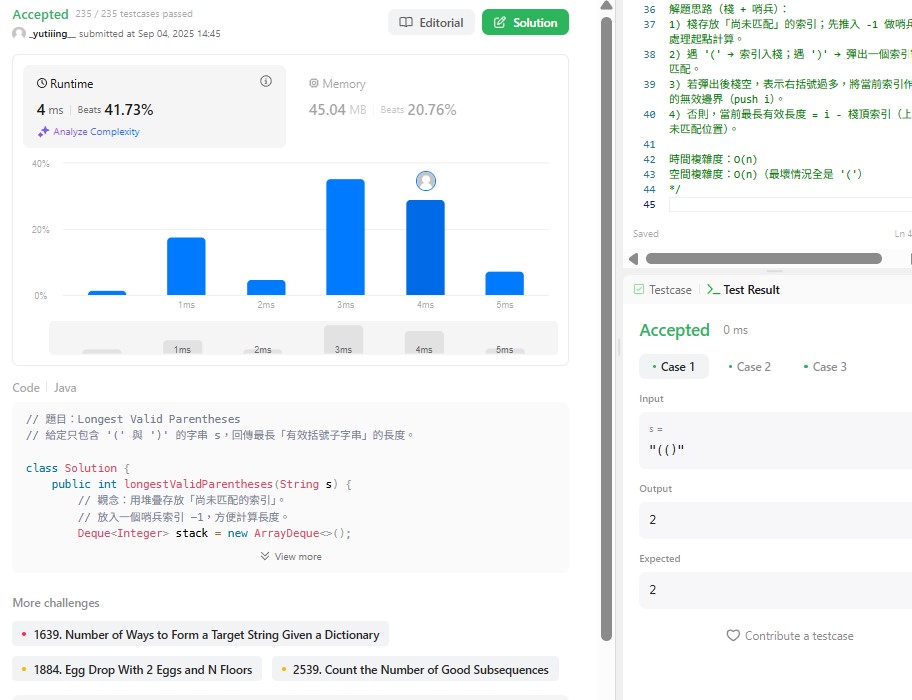 Accepted 235 / 235 testcases passed
_yutiiing_ submitted at Sep 04, 2025 14:45
Editorial
Solution
Runtime
4 ms | Beats 41.73%
Analyze Complexity
Memory
45.04 MB | Beats 20.76%
40%
20%
0%
1ms 2ms 3ms 4ms 5ms
1ms 2ms 3ms 4ms 5ms
Code | Java
// 題目：Longest Valid Parentheses
// 給定只包含 '(' 與 ')' 的字串 s，回傳最長「有效括號子字串」的長度。
class Solution {
public int longestValidParentheses(String s) {
// 觀念：用堆疊存放「尚未匹配的索引」。
// 放入一個哨兵索引 -1，方便計算長度。
Deque<Integer> stack = new ArrayDeque<>();
View more
More challenges
1639. Number of Ways to Form a Target String Given a Dictionary
1884. Egg Drop With 2 Eggs and N Floors
2539. Count the Number of Good Subsequences
36 解題思路（棧 + 哨兵）：
37 1) 棧存放「尚未匹配」的索引；先推入 -1 做哨兵
處理起點計算。
38 2) 遇 '(' → 索引入棧；遇 ')' → 彈出一個索引
匹配。
39 3) 若彈出後棧空，表示右括號過多，將當前索引作
的無效邊界（push i）。
40 4) 否則，當前最長有效長度 = i - 棧頂索引（上
未匹配位置）。
41
42 時間複雜度：O(n)
43 空間複雜度：O(n)（最壞情況全是 '('）
44 */
45
Saved
Ln 4
Testcase
Test Result
Accepted 0 ms
Case 1
Case 2
Case 3
Input
s =
"(()"
Output
2
Expected
2
Contribute a testcase